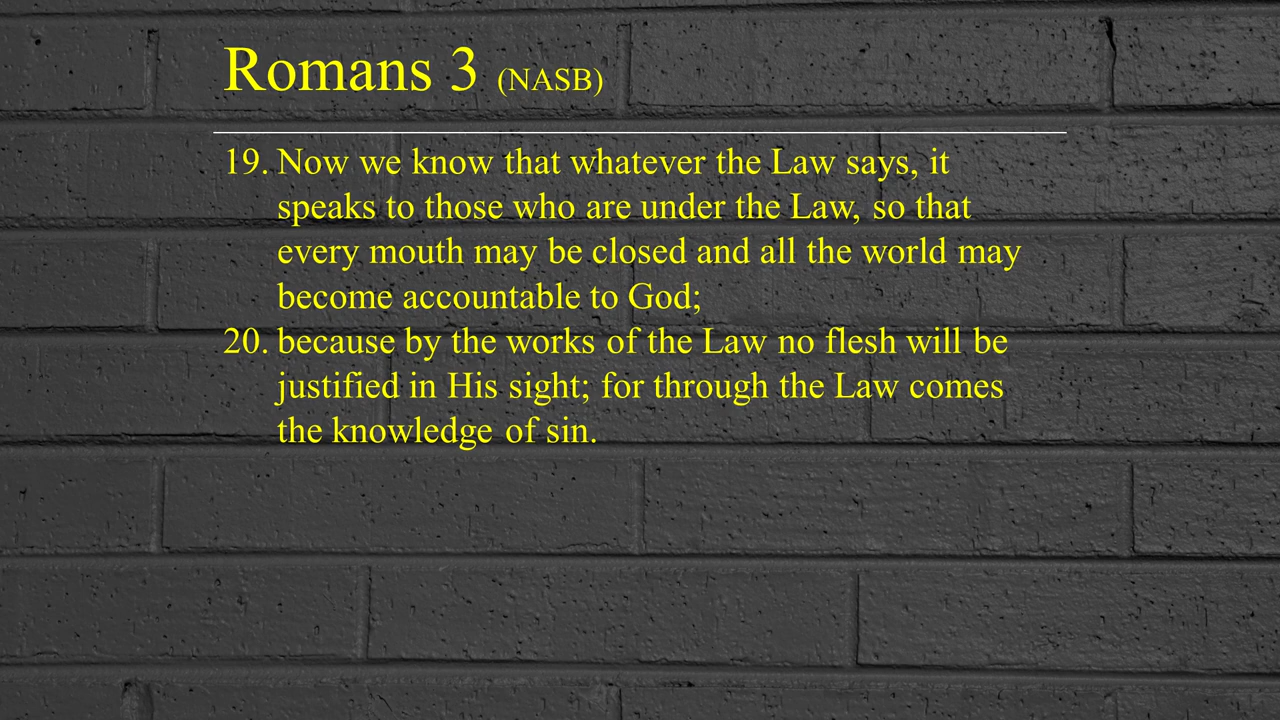 Romans 3 (NASB)
19. Now we know that whatever the Law says, it
speaks to those who are under the Law, so that
every mouth may be closed and all the world may
become accountable to God;
20. because by the works of the Law no flesh will be
justified in His sight; for through the Law comes
the knowledge of sin.